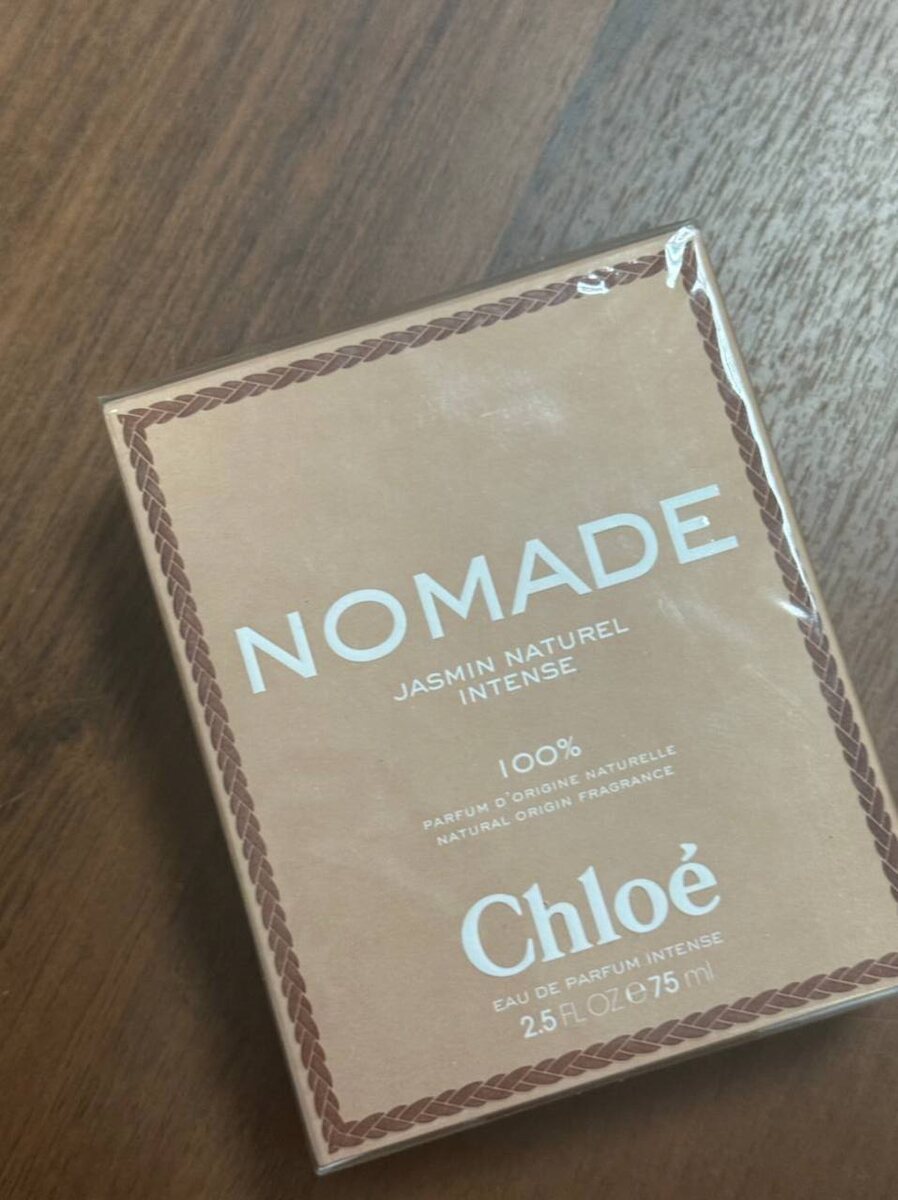 NOMADE
JASMIN NATUREL
INTENSE
100%
PARFUM D'ORIGINE NATURELLE
NATURAL ORIGIN FRAGRANCE
Chloé
EAU DE PARFUM INTENSE
2.5 FL OZ ℮ 75 ml